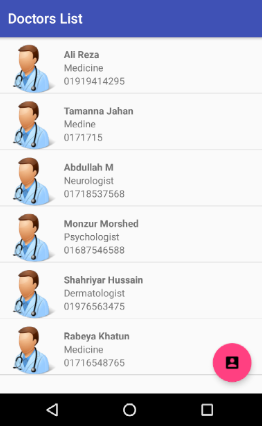 Doctors List
Ali Reza
Medicine
01919414295
Tamanna Jahan
Medine
0171715
Abdullah M
Neurologist
01718537568
Monzur Morshed
Psychologist
01687546588
Shahriyar Hussain
Dermatologist
01976563475
Rabeya Khatun
Medicine
01716548765